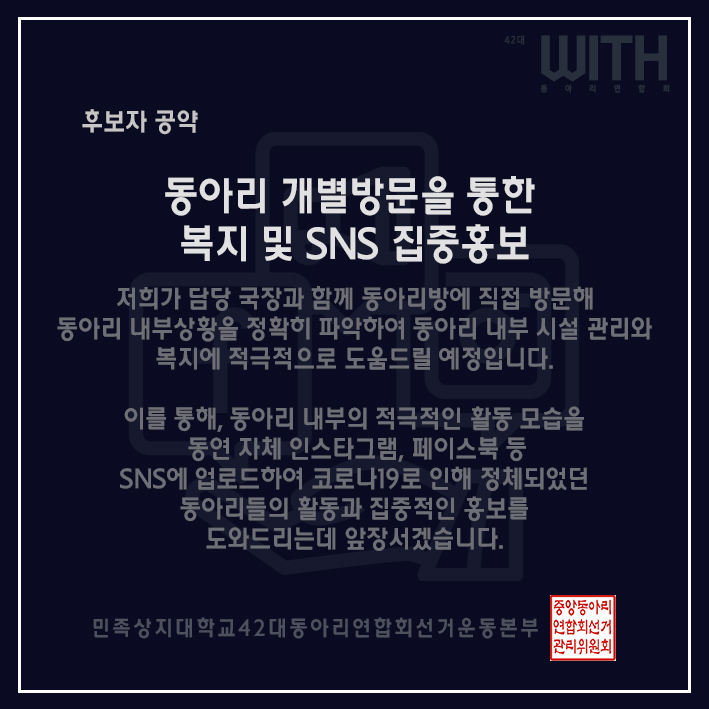 42대
WITH
동아리연합회
후보자 공약
동아리 개별방문을 통한
복지 및 SNS 집중홍보
저희가 담당 국장과 함께 동아리방에 직접 방문해
동아리 내부상황을 정확히 파악하여 동아리 내부 시설 관리와
복지에 적극적으로 도움드릴 예정입니다.
이를 통해, 동아리 내부의 적극적인 활동 모습을
동연 자체 인스타그램, 페이스북 등
SNS에 업로드하여 코로나19로 인해 정체되었던
동아리들의 활동과 집중적인 홍보를
도와드리는데 앞장서겠습니다.
민족상지대학교42대동아리연합회선거운동본부
중앙동아리
연합회선거
관리위원회